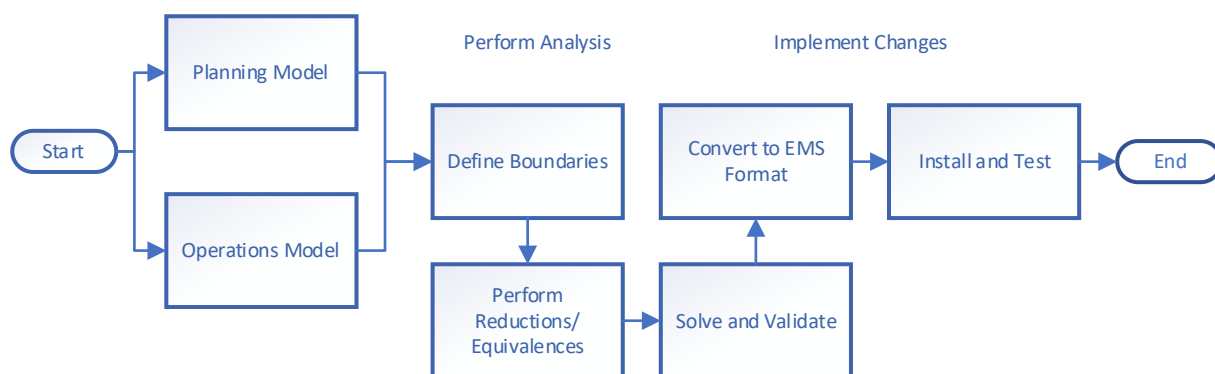 Perform Analysis
Implement Changes
Start
Planning Model
Operations Model
Define Boundaries
Perform
Reductions/
Equivalences
Solve and Validate
Convert to EMS
Format
Install and Test
End